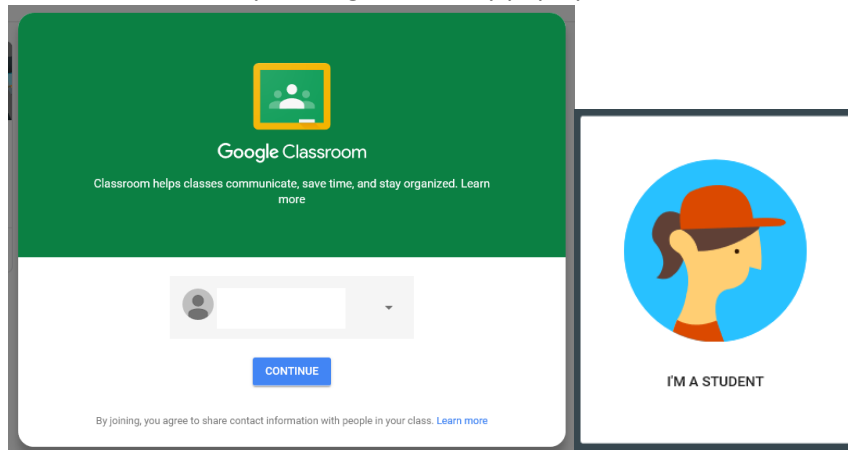 Google Classroom
Classroom helps classes communicate, save time, and stay organized. Learn
more
CONTINUE
By joining, you agree to share contact information with people in your class. Learn more
I'M A STUDENT